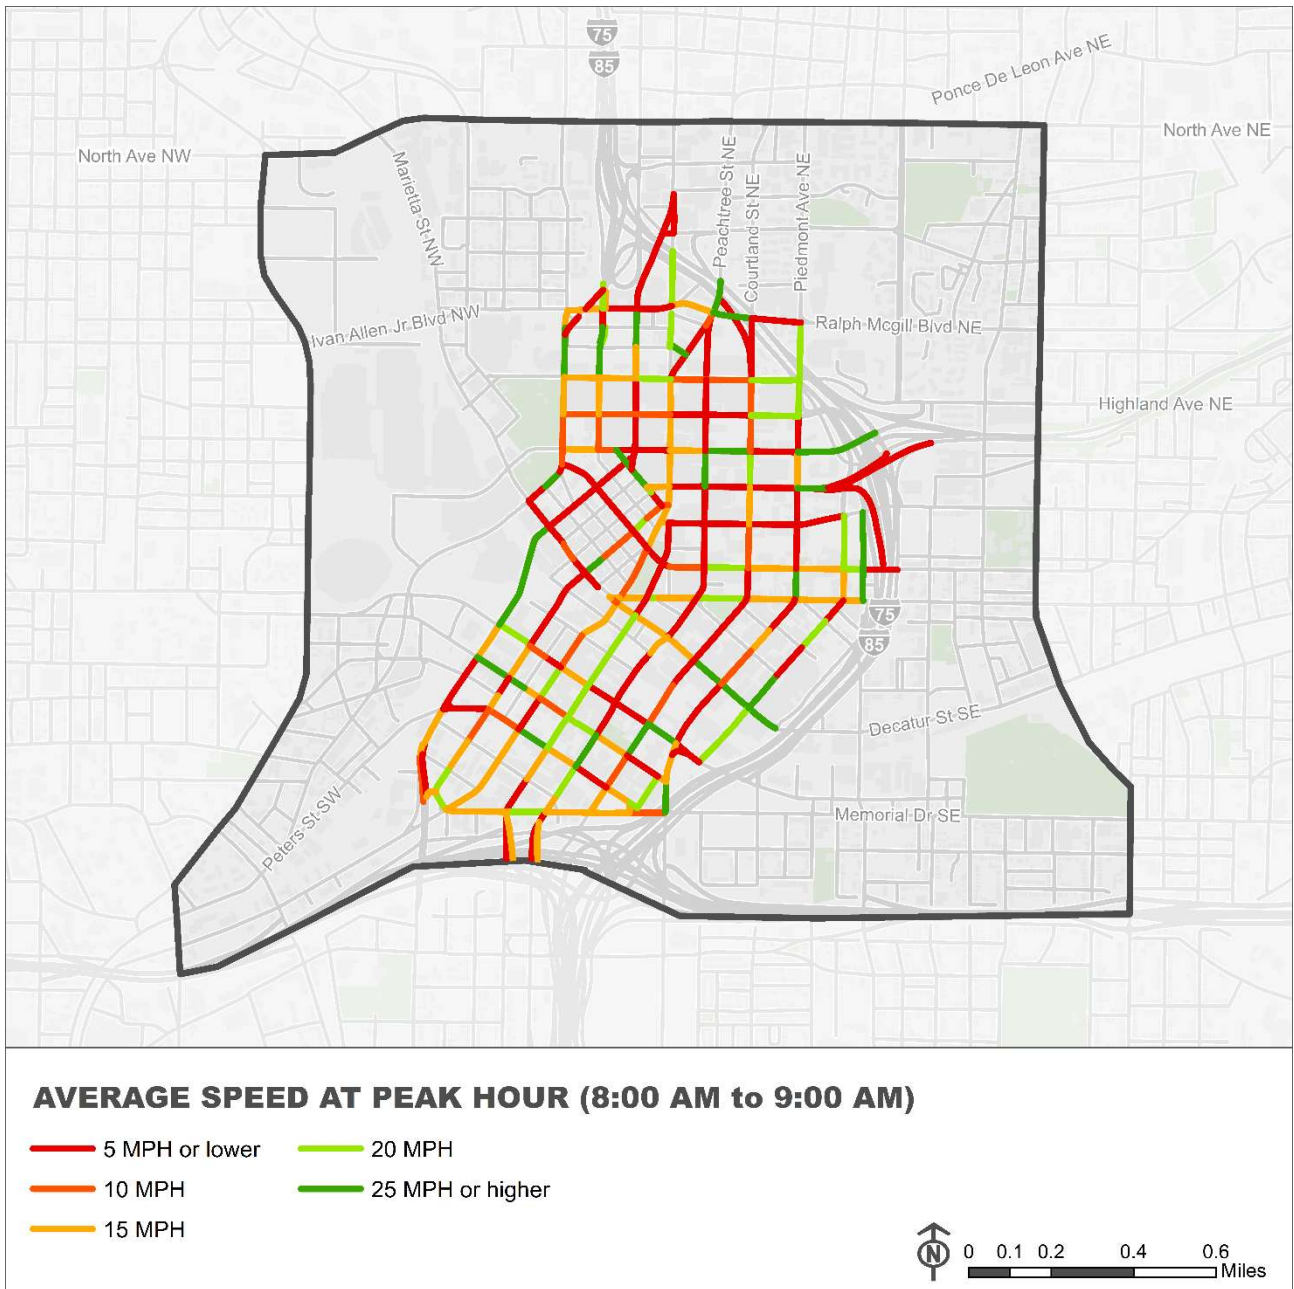 75
85
Ponce De Leon Ave NE
North Ave NW
North Ave NE
Marietta St NW
Peachtree St NE
Courtland St NE
Piedmont Ave NE
Ivan Allen Jr Blvd NW
Ralph Mcgill Blvd NE
Highland Ave NE
75
85
Decatur St SE
Peters St SW
Memorial Dr SE
AVERAGE SPEED AT PEAK HOUR (8:00 AM to 9:00 AM)
5 MPH or lower
20 MPH
10 MPH
25 MPH or higher
15 MPH
N
0 0.1 0.2 0.4 0.6
Miles